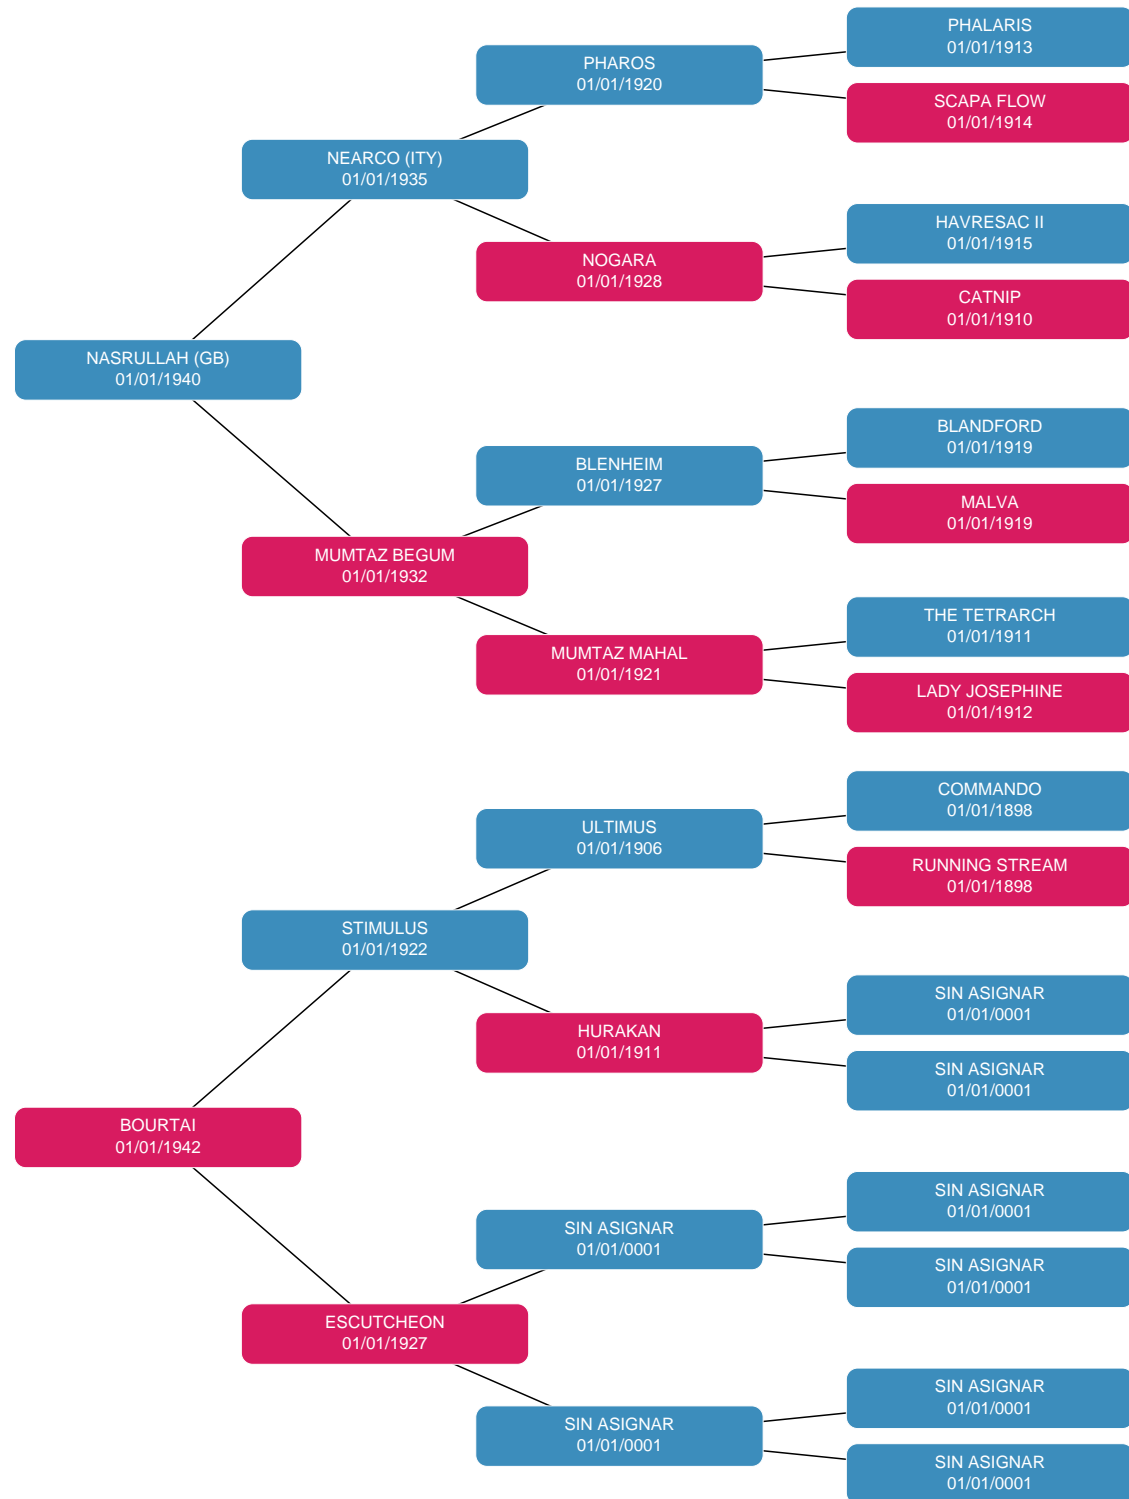 PHALARIS
01/01/1913
PHAROS
01/01/1920
SCAPA FLOW
01/01/1914
NEARCO (ITY)
01/01/1935
HAVRESAC II
01/01/1915
NOGARA
01/01/1928
CATNIP
01/01/1910
NASRULLAH (GB)
01/01/1940
BLANDFORD
01/01/1919
BLENHEIM
01/01/1927
MALVA
01/01/1919
MUMTAZ BEGUM
01/01/1932
THE TETRARCH
01/01/1911
MUMTAZ MAHAL
01/01/1921
LADY JOSEPHINE
01/01/1912
COMMANDO
01/01/1898
ULTIMUS
01/01/1906
RUNNING STREAM
01/01/1898
STIMULUS
01/01/1922
SIN ASIGNAR
01/01/0001
HURAKAN
01/01/1911
SIN ASIGNAR
01/01/0001
BOURTAI
01/01/1942
SIN ASIGNAR
01/01/0001
SIN ASIGNAR
01/01/0001
SIN ASIGNAR
01/01/0001
ESCUTCHEON
01/01/1927
SIN ASIGNAR
01/01/0001
SIN ASIGNAR
01/01/0001
SIN ASIGNAR
01/01/0001